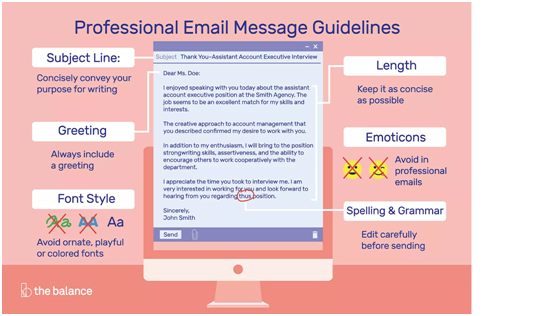 Professional Email Message Guidelines
Subject Line:
Concisely convey your
purpose for writing
Greeting
Always include
a greeting
Font Style
Aa AA Aa
Avoid ornate, playful
or colored fonts
Subject Thank You–Assistant Account Executive Interview
Dear Ms. Doe:
I enjoyed speaking with you today about the assistant
account executive position at the Smith Agency. The
job seems to be an excellent match for my skills and
interests.
The creative approach to account management that
you described confirmed my desire to work with you.
In addition to my enthusiasm, I will bring to the position
strongwriting skills, assertiveness, and the ability to
encourage others to work cooperatively with the
department.
I appreciate the time you took to interview me. I am
very interested in working for you and look forward to
hearing from you regarding thus position.
Sincerely,
John Smith
Send
Length
Keep it as concise
as possible
Emoticons
Avoid in
professional
emails
Spelling & Grammar
Edit carefully
before sending
the balance